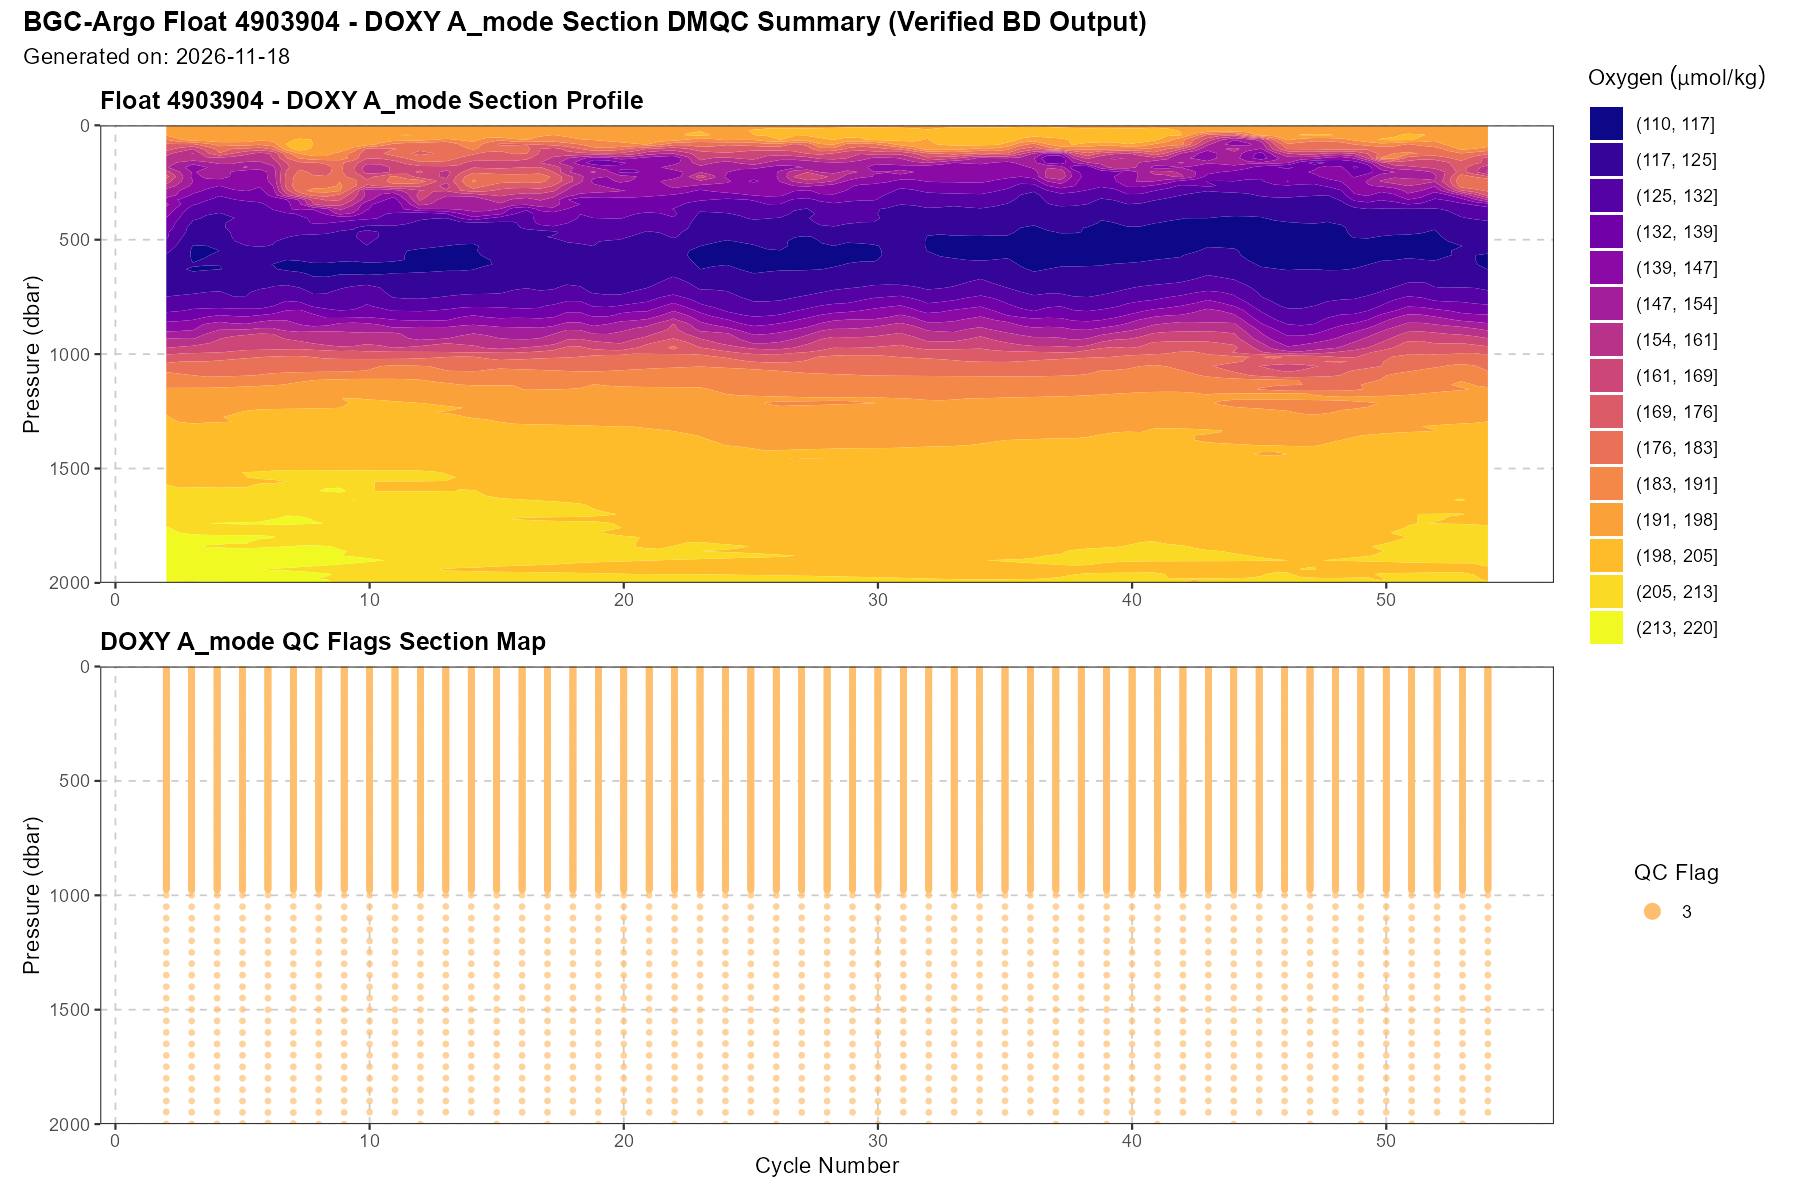 BGC-Argo Float 4903904 - DOXY A_mode Section DMQC Summary (Verified BD Output)
Generated on: 2026-11-18
Float 4903904 - DOXY A_mode Section Profile
Pressure (dbar)
0
500
1000
1500
2000
0 10 20 30 40 50
Oxygen (μmol/kg)
(110, 117]
(117, 125]
(125, 132]
(132, 139]
(139, 147]
(147, 154]
(154, 161]
(161, 169]
(169, 176]
(176, 183]
(183, 191]
(191, 198]
(198, 205]
(205, 213]
(213, 220]
DOXY A_mode QC Flags Section Map
Pressure (dbar)
0
500
1000
1500
2000
0 10 20 30 40 50
Cycle Number
QC Flag
3